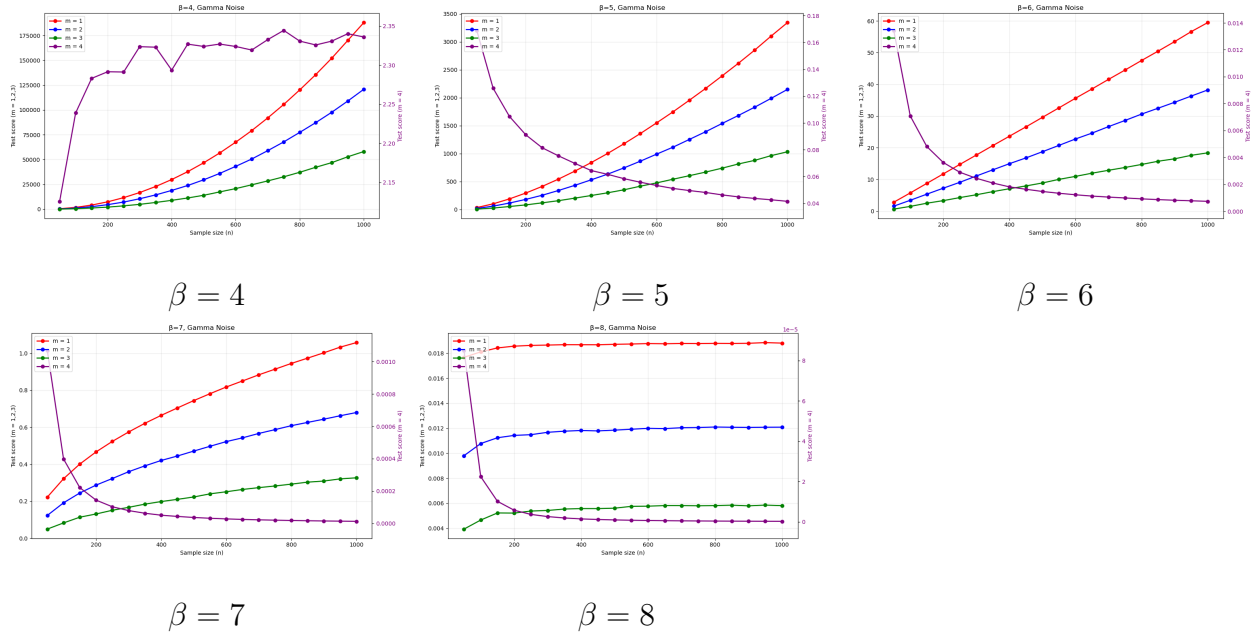 β=4, Gamma Noise
m = 1
m = 2
m = 3
m = 4
Test score (m = 1,2,3)
175000
150000
125000
100000
75000
50000
25000
0
2.35
2.30
2.25
2.20
2.15
Test score (m = 4)
200 400 600 800 1000
Sample size (n)
β = 4
β=5, Gamma Noise
m = 1
m = 2
m = 3
m = 4
Test score (m = 1,2,3)
3500
3000
2500
2000
1500
1000
500
0
0.18
0.16
0.14
0.12
0.10
0.08
0.06
0.04
Test score (m = 4)
200 400 600 800 1000
Sample size (n)
β = 5
β=6, Gamma Noise
m = 1
m = 2
m = 3
m = 4
Test score (m = 1,2,3)
60
50
40
30
20
10
0
0.014
0.012
0.010
0.008
0.006
0.004
0.002
0.000
Test score (m = 4)
200 400 600 800 1000
Sample size (n)
β = 6
β=7, Gamma Noise
m = 1
m = 2
m = 3
m = 4
Test score (m = 1,2,3)
1.0
0.8
0.6
0.4
0.2
0.0
0.0010
0.0008
0.0006
0.0004
0.0002
0.0000
Test score (m = 4)
200 400 600 800 1000
Sample size (n)
β = 7
β=8, Gamma Noise
1e−5
m = 1
m = 2
m = 3
m = 4
Test score (m = 1,2,3)
0.018
0.016
0.014
0.012
0.010
0.008
0.006
0.004
8
6
4
2
0
Test score (m = 4)
200 400 600 800 1000
Sample size (n)
β = 8